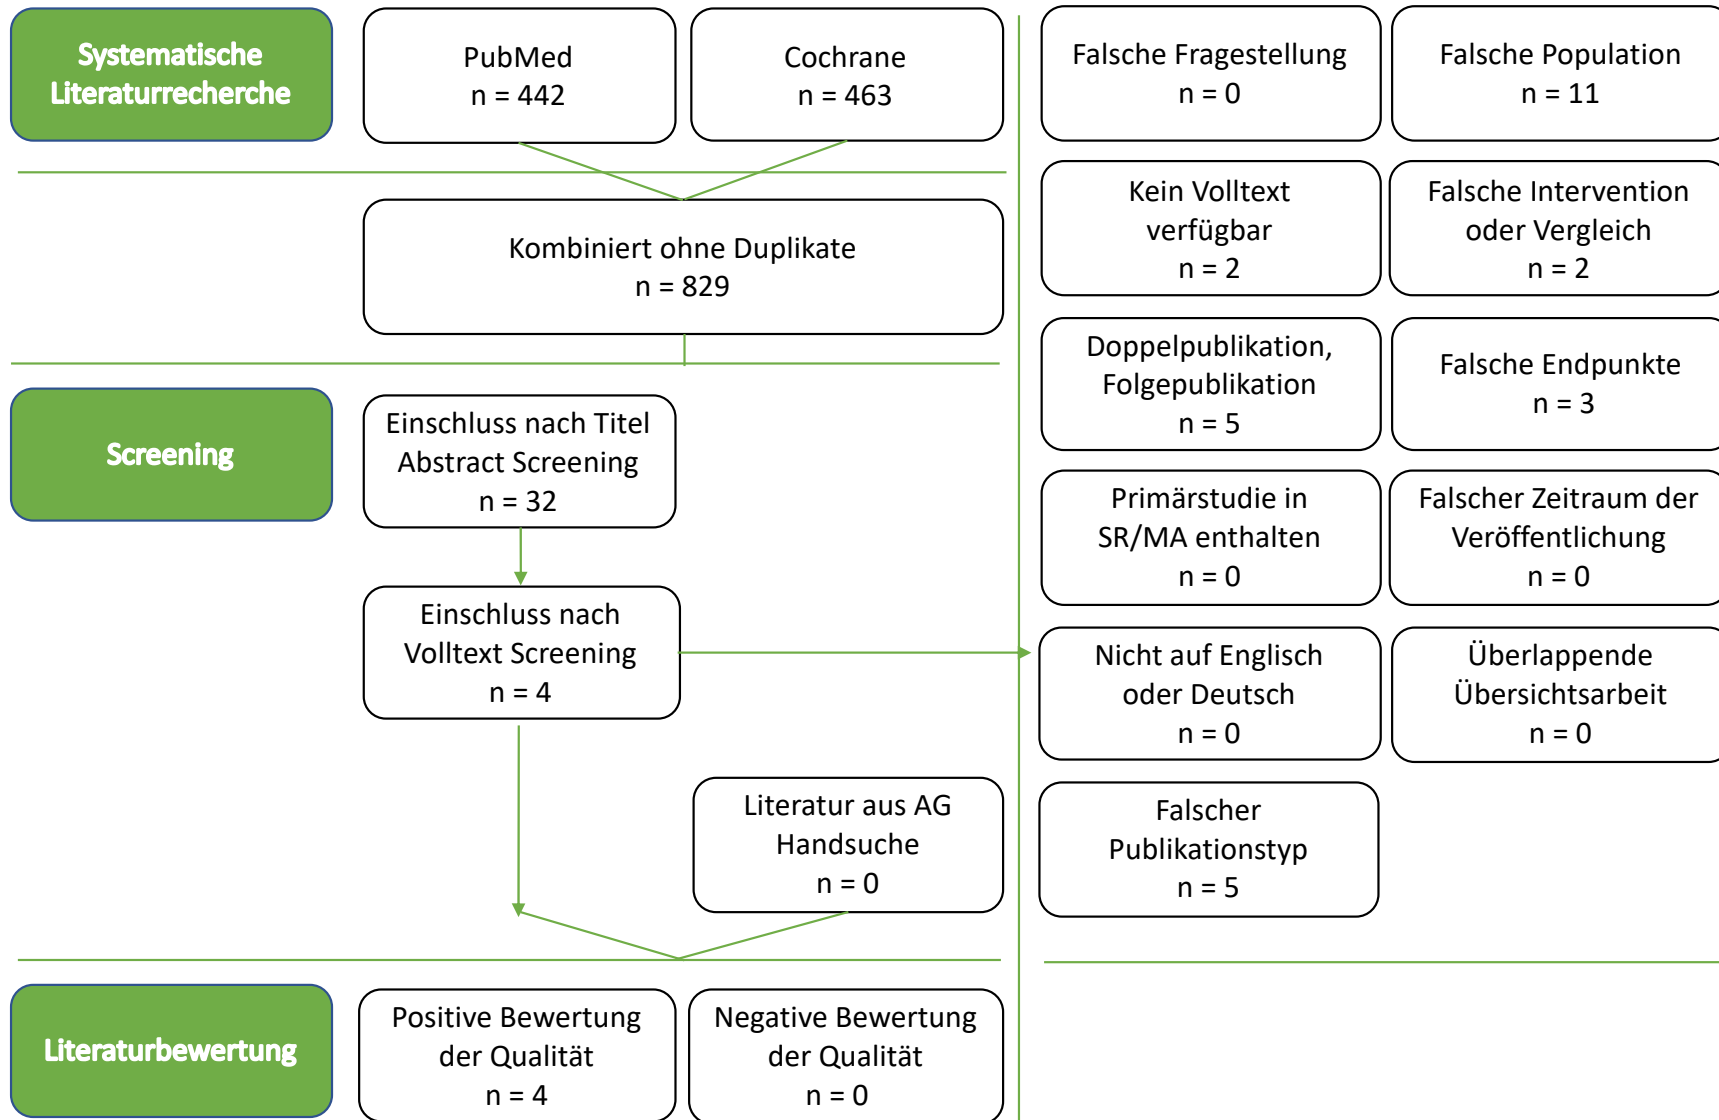 Systematische
Literaturrecherche
PubMed
n = 442
Cochrane
n = 463
Kombiniert ohne Duplikate
n = 829
Screening
Einschluss nach Titel
Abstract Screening
n = 32
Einschluss nach
Volltext Screening
n = 4
Literatur aus AG
Handsuche
n = 0
Literaturbewertung
Positive Bewertung
der Qualität
n = 4
Negative Bewertung
der Qualität
n = 0
Falsche Fragestellung
n = 0
Falsche Population
n = 11
Kein Volltext
verfügbar
n = 2
Falsche Intervention
oder Vergleich
n = 2
Doppelpublikation,
Folgepublikation
n = 5
Falsche Endpunkte
n = 3
Primärstudie in
SR/MA enthalten
n = 0
Falscher Zeitraum der
Veröffentlichung
n = 0
Nicht auf Englisch
oder Deutsch
n = 0
Überlappende
Übersichtsarbeit
n = 0
Falscher
Publikationstyp
n = 5